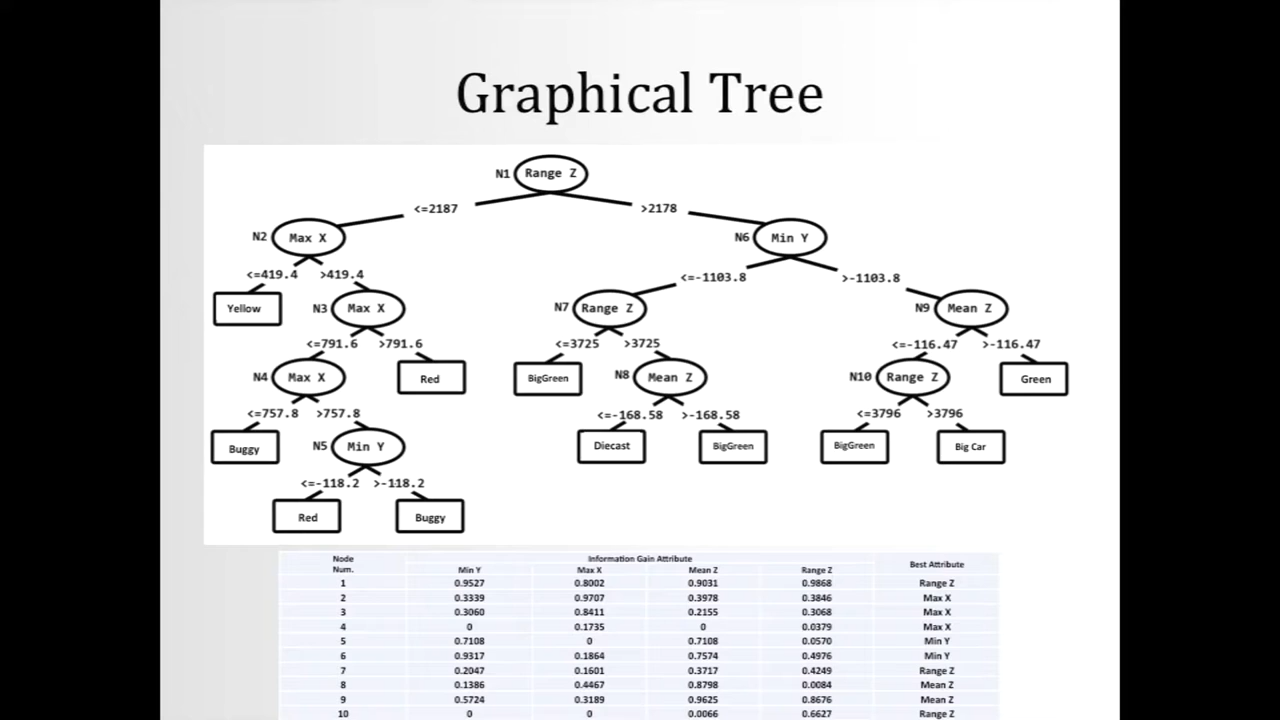 Graphical Tree
N1 Range Z
<=2187 >2178
N2 Max X N6 Min Y
<=419.4 >419.4 <=-1103.8 >-1103.8
Yellow N3 Max X N7 Range Z N9 Mean Z
<=791.6 >791.6 <=3725 >3725 <=-116.47 >-116.47
N4 Max X Red BigGreen N8 Mean Z N10 Range Z Green
<=757.8 >757.8 <=-168.58 >-168.58 <=3796 >3796
Buggy N5 Min Y Diecast BigGreen BigGreen Big Car
<=-118.2 >-118.2
Red Buggy
Node Num. Information Gain Attribute Best Attribute
Min Y Max X Mean Z Range Z
1 0.9527 0.8002 0.9031 0.9868 Range Z
2 0.3339 0.9707 0.3978 0.3846 Max X
3 0.3060 0.8411 0.2155 0.3068 Max X
4 0 0.1735 0 0.0379 Max X
5 0.7108 0 0.7108 0.0570 Min Y
6 0.9317 0.1864 0.7574 0.4976 Min Y
7 0.2047 0.1601 0.3717 0.4249 Range Z
8 0.1386 0.4467 0.8798 0.0084 Mean Z
9 0.5724 0.3189 0.9625 0.8676 Mean Z
10 0 0 0.0066 0.6627 Range Z